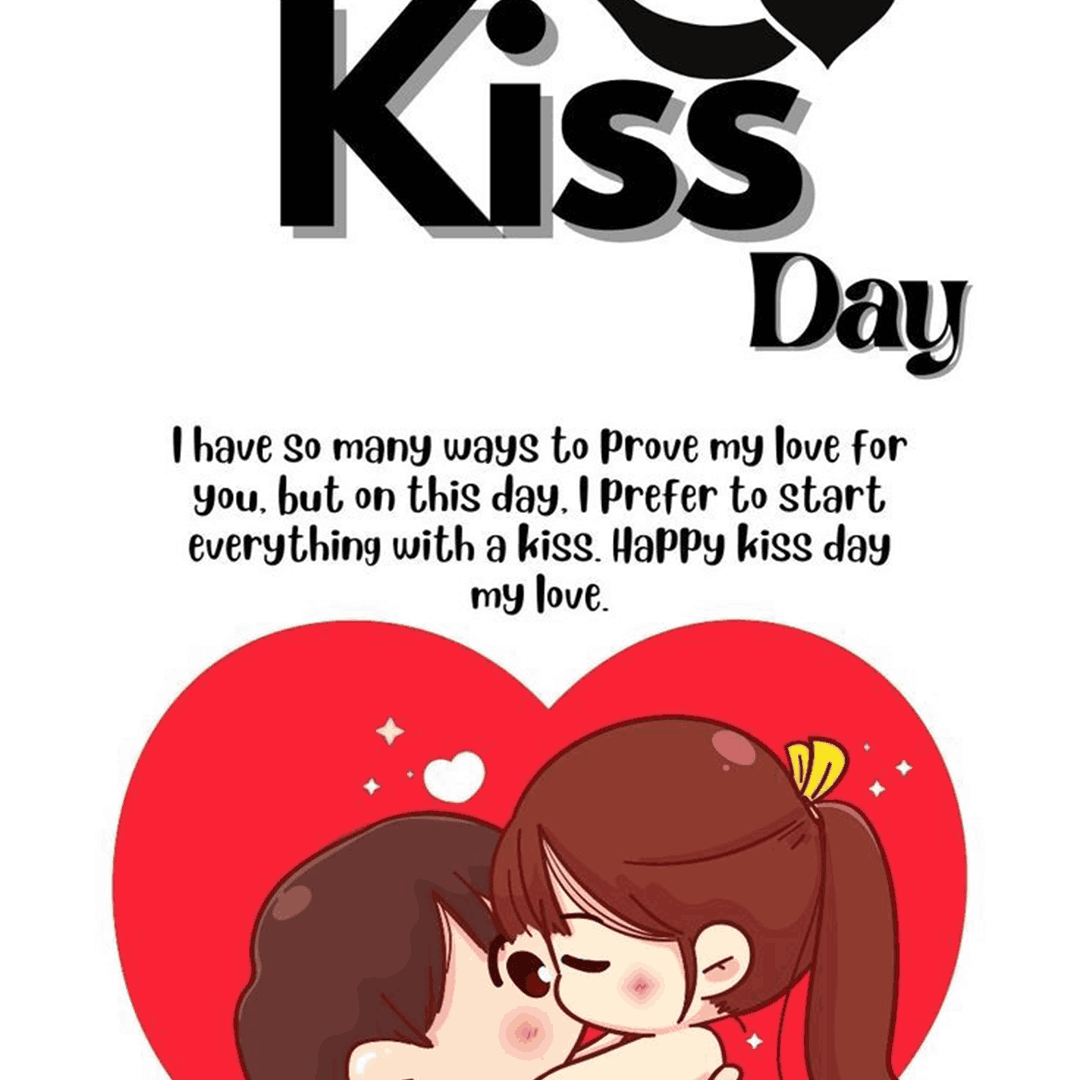 Kiss
Day
I have so many ways to Prove my love for
you, but on this day, I Prefer to start
everything with a kiss. Happy kiss day
my love.